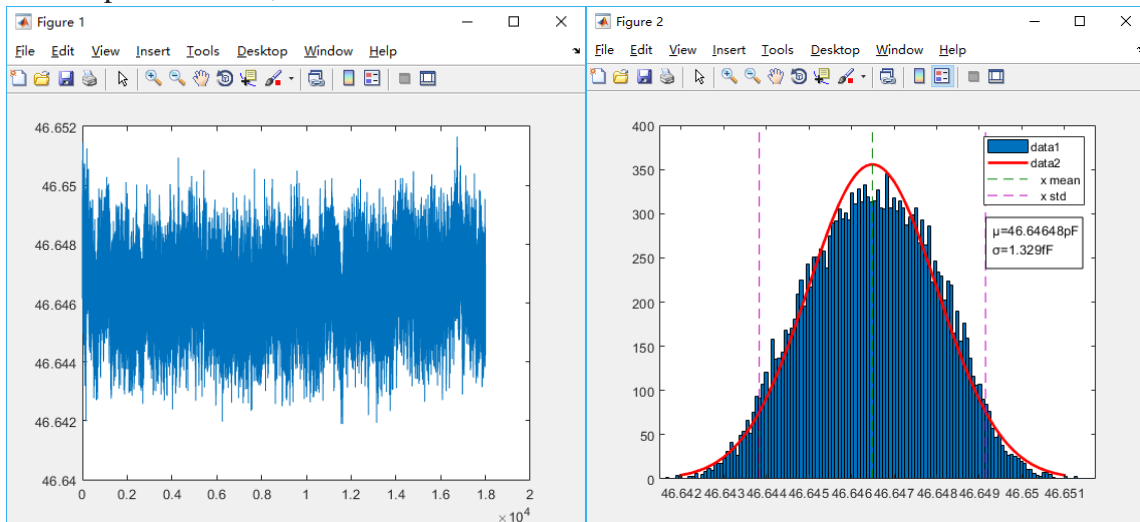 Figure 1
File Edit View Insert Tools Desktop Window Help
46.652
46.65
46.648
46.646
46.644
46.642
46.64
0 0.2 0.4 0.6 0.8 1 1.2 1.4 1.6 1.8 2
×10^4
Figure 2
File Edit View Insert Tools Desktop Window Help
400
350
300
250
200
150
100
50
0
46.642 46.643 46.644 46.645 46.646 46.647 46.648 46.649 46.65 46.651
data1
data2
x mean
x std
μ=46.64648pF
σ=1.329fF